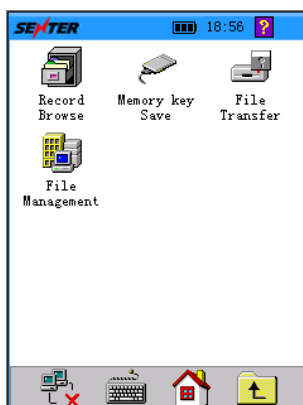 SENTER 18:56 ?
Record Browse
Memory key Save
File Transfer
File Management